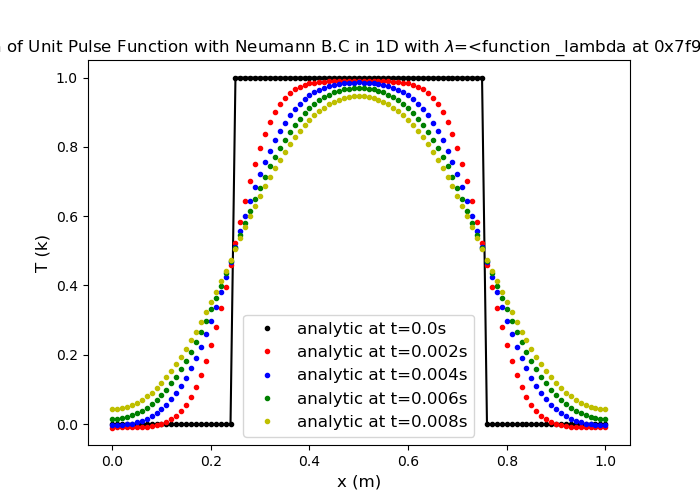 of Unit Pulse Function with Neumann B.C in 1D with λ=<function _lambda at 0x7f9
T (k)
1.0
0.8
0.6
0.4
0.2
0.0
analytic at t=0.0s
analytic at t=0.002s
analytic at t=0.004s
analytic at t=0.006s
analytic at t=0.008s
0.0 0.2 0.4 0.6 0.8 1.0
x (m)